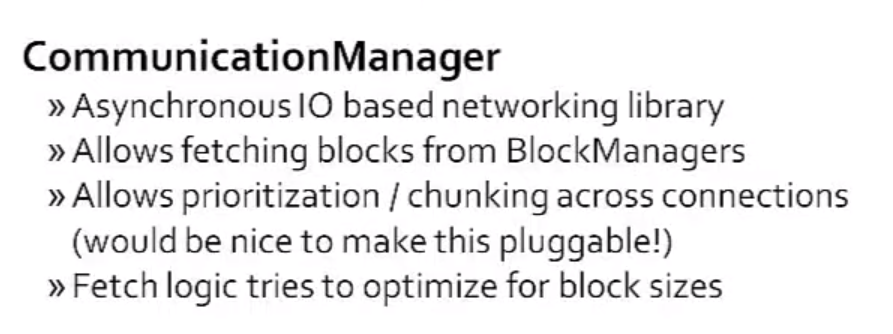 CommunicationManager
» Asynchronous IO based networking library
» Allows fetching blocks from BlockManagers
» Allows prioritization / chunking across connections
(would be nice to make this pluggable!)
» Fetch logic tries to optimize for block sizes